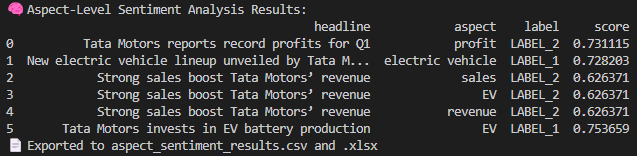 🧠 Aspect-Level Sentiment Analysis Results:
headline aspect label score
0 Tata Motors reports record profits for Q1 profit LABEL_2 0.731115
1 New electric vehicle lineup unveiled by Tata M... electric vehicle LABEL_1 0.728203
2 Strong sales boost Tata Motors’ revenue sales LABEL_2 0.626371
3 Strong sales boost Tata Motors’ revenue EV LABEL_2 0.626371
4 Strong sales boost Tata Motors’ revenue revenue LABEL_2 0.626371
5 Tata Motors invests in EV battery production EV LABEL_1 0.753659
📄 Exported to aspect_sentiment_results.csv and .xlsx